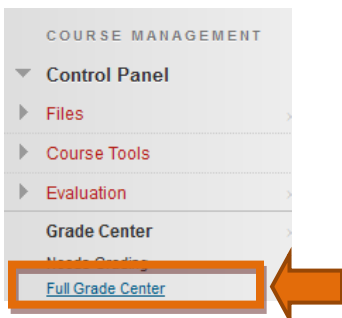 COURSE MANAGEMENT
Control Panel
Files
Course Tools
Evaluation
Grade Center
Needs Grading
Full Grade Center